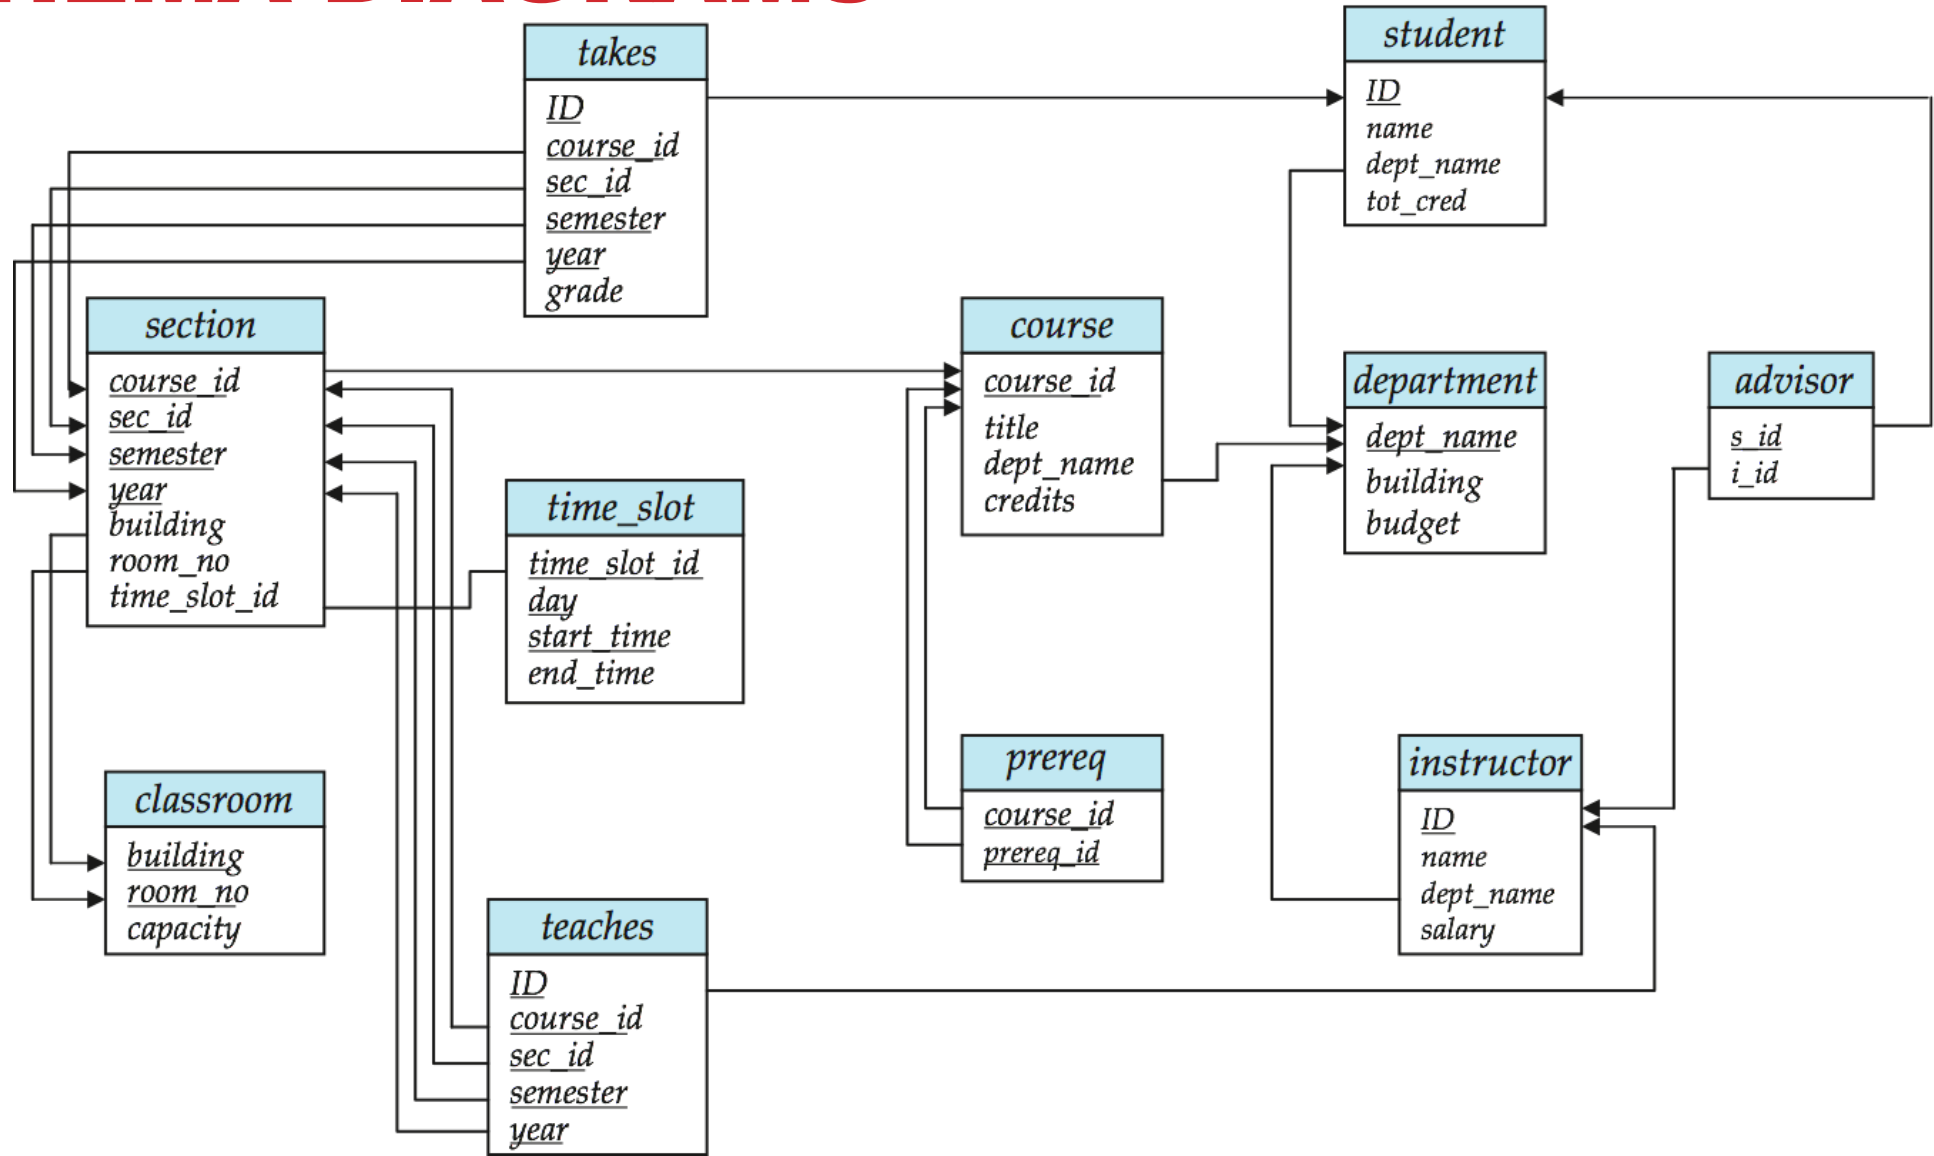 takes
ID
course_id
sec_id
semester
year
grade
student
ID
name
dept_name
tot_cred
section
course_id
sec_id
semester
year
building
room_no
time_slot_id
time_slot
time_slot_id
day
start_time
end_time
course
course_id
title
dept_name
credits
department
dept_name
building
budget
advisor
s_id
i_id
classroom
building
room_no
capacity
prereq
course_id
prereq_id
instructor
ID
name
dept_name
salary
teaches
ID
course_id
sec_id
semester
year